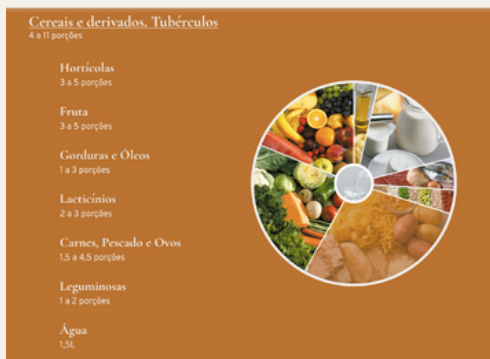 Cereais e derivados, Tubérculos
4 a 11 porções
Hortícolas
3 a 5 porções
Fruta
3 a 5 porções
Gorduras e Óleos
1 a 3 porções
Lacticínios
2 a 3 porções
Carnes, Pescado e Ovos
1,5 a 4,5 porções
Leguminosas
1 a 2 porções
Água
1,5L